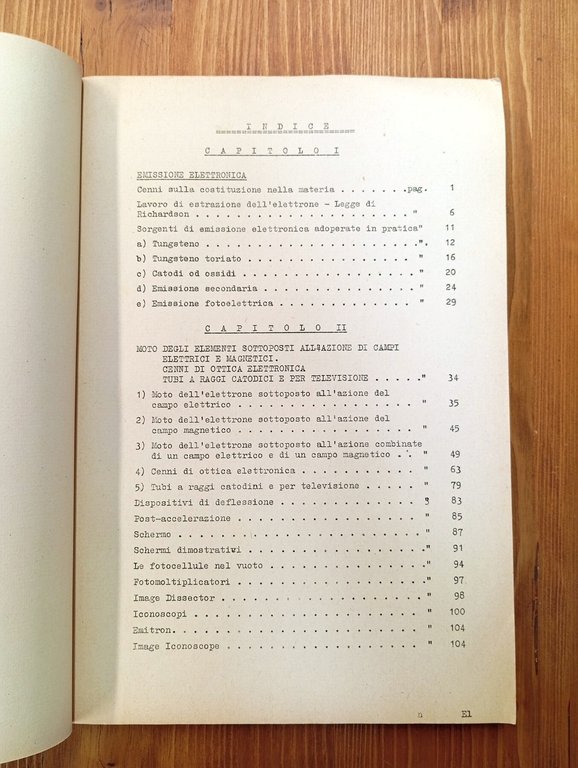 I N D I C E
C A P I T O L O I
EMISSIONE ELETTRONICA
Cenni sulla costituzione nella materia . . . . . . .pag. 1
Lavoro di estrazione dell'elettrone - Legge di
Richardson . . . . . . . . . . . . . . . . . . . . . " 6
Sorgenti di emissione elettronica adoperate in pratica" 11
a) Tungsteno . . . . . . . . . . . . . . . . . . . .". 12
b) Tungsteno toriato . . . . . . . . . . . . . . . . " 16
c) Catodi od ossidi . . . . . . . . . . . . . . . . " 20
d) Emissione secondaria . . . . . . . . . . . . . . " 24
e) Emissione fotoelettrica . . . . . . . . . . . . . " 29
C A P I T O L O II
MOTO DEGLI ELEMENTI SOTTOPOSTI ALL'AZIONE DI CAMPI
ELETTRICI E MAGNETICI.
CENNI DI OTTICA ELETTRONICA
TUBI A RAGGI CATODICI E PER TELEVISIONE . . . . ." 34
1) Moto dell'elettrone sottoposto all'azione del
campo elettrico . . . . . . . . . . . . . . . . . " 35
2) Moto dell'elettrone sottoposto all'azione del
campo magnetico . . . . . . . . . . . . . . . . . " 45
3) Moto dell'elettrone sottoposto all'azione combinate
di un campo elettrico e di un campo magnetico . . " 49
4) Cenni di ottica elettronica . . . . . . . . . . . " 63
5) Tubi a raggi catodini e per televisione . . . . . " 79
Dispositivi di deflessione . . . . . . . . . . . . . 83
Post-accelerazione . . . . . . . . . . . . . . . . . " 85
Schermo . . . . . . . . . . . . . . . . . . . . . . " 87
Schermi dimostrativi . . . . . . . . . . . . . . . ." 91
Le fotocellule nel vuoto . . . . . . . . . . . . . ." 94
Fotomoltiplicatori . . . . . . . . . . . . . . . . " 97
Image Dissector . . . . . . . . . . . . . . . . . . " 98
Iconoscopi . . . . . . . . . . . . . . . . . . . . " 100
Emitron. . . . . . . . . . . . . . . . . . . . . . " 104
Image Iconoscope . . . . . . . . . . . . . . . . . " 104
El